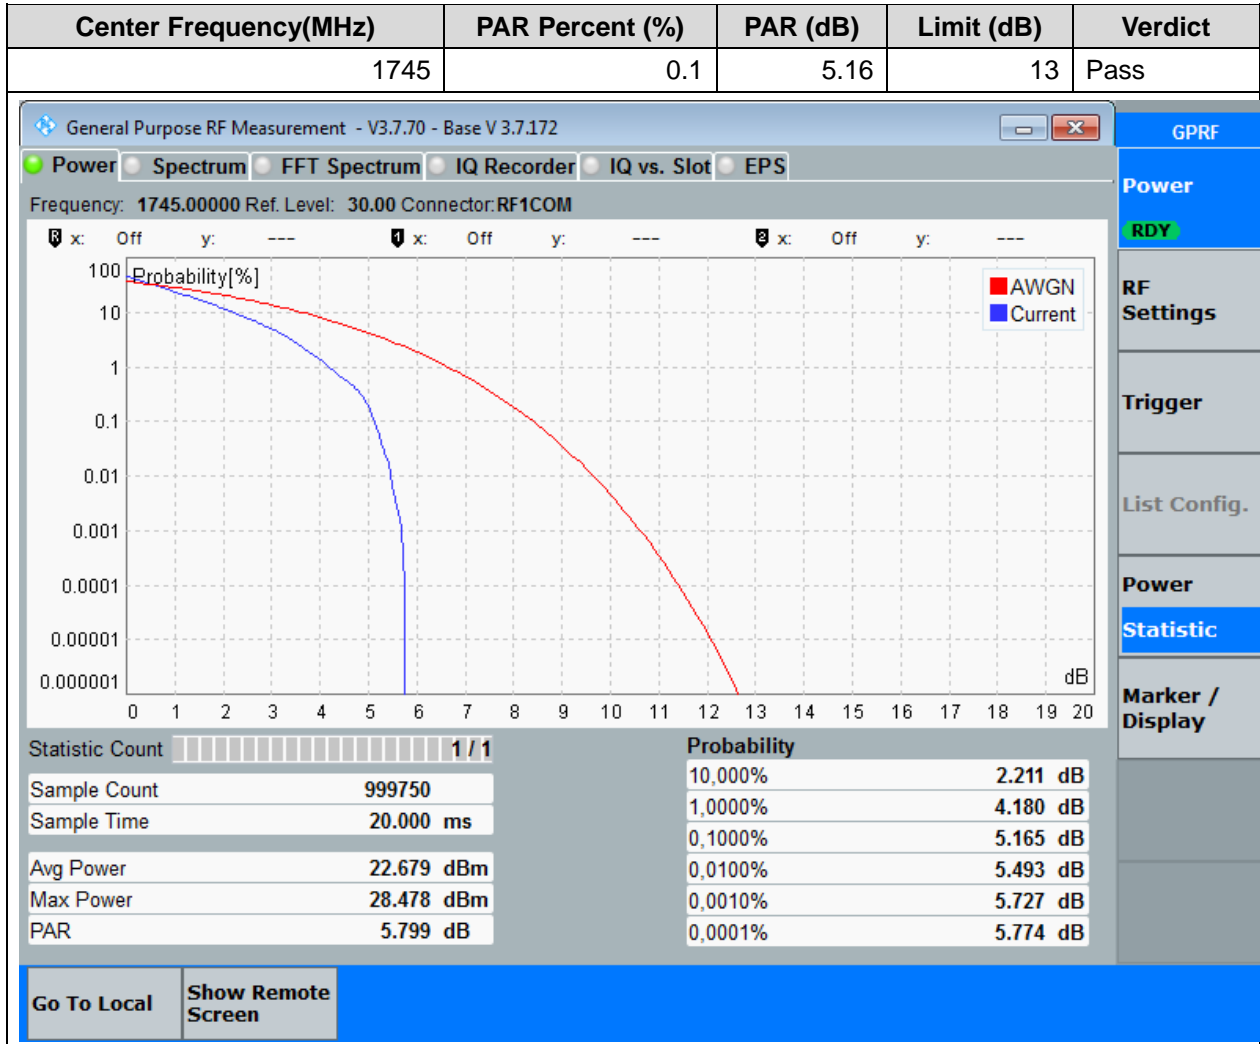 Center Frequency(MHz) PAR Percent (%) PAR (dB) Limit (dB) Verdict
1745 0.1 5.16 13 Pass
General Purpose RF Measurement - V3.7.70 - Base V 3.7.172
GPRF
Power Spectrum FFT Spectrum IQ Recorder IQ vs. Slot EPS
Frequency: 1745.00000 Ref. Level: 30.00 Connector: RF1COM
R x: Off y: --- 1 x: Off y: --- 2 x: Off y: ---
Probability[%]
AWGN
Current
100
10
1
0.1
0.01
0.001
0.0001
0.00001
0.000001
dB
0 1 2 3 4 5 6 7 8 9 10 11 12 13 14 15 16 17 18 19 20
Statistic Count 1 / 1
Sample Count 999750
Sample Time 20.000 ms
Avg Power 22.679 dBm
Max Power 28.478 dBm
PAR 5.799 dB
Probability
10,000% 2.211 dB
1,0000% 4.180 dB
0,1000% 5.165 dB
0,0100% 5.493 dB
0,0010% 5.727 dB
0,0001% 5.774 dB
Power
RDY
RF
Settings
Trigger
List Config.
Power
Statistic
Marker /
Display
Go To Local
Show Remote
Screen